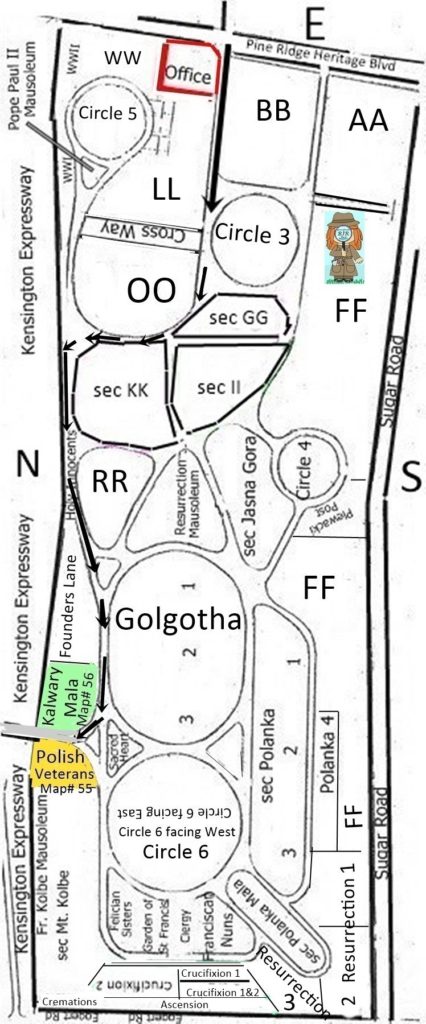 E
Pine Ridge Heritage Blvd
Pope Paul II
Mausoleum
WWII
WW
Office
Circle 5
BB
AA
WWI
LL
Cross Way
Circle 3
Kensington Expressway
OO
FF
sec GG
Sugar Road
sec KK
sec II
N
S
Holy Innocents
RR
Resurrection
Mausoleum
sec Jasna Gora
Circle 4
Plewacki
Post
Kensington Expressway
Founders Lane
FF
1
Golgotha
2
3
Kalwary
Mala
Map# 56
sec Polanka
1
2
3
Polanka 4
Sacred
Heart
Polish
Veterans
Map# 55
Circle 6 facing East
Circle 6 facing West
Circle 6
FF
Sugar Road
Kensington Expressway
Fr. Kolbe Mausoleum
sec Mt. Kolbe
Felician
Sisters
Garden of
St Francis
Clergy
Franciscan
Nuns
sec Polanka Mala
Resurrection 1
2
Resurrection
3
Crucifixion 2
Crucifixion 1
Crucifixion 1&2
Cremations
Ascension
Eggert Rd
Eggert Rd